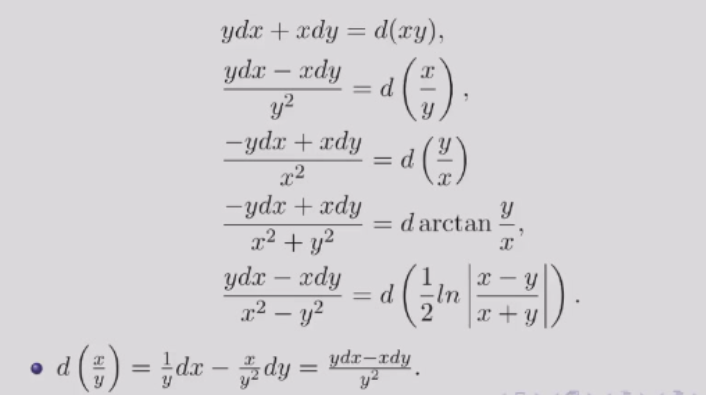 ydx + xdy = d(xy),
\frac{ydx - xdy}{y^2} = d\left(\frac{x}{y}\right),
\frac{-ydx + xdy}{x^2} = d\left(\frac{y}{x}\right)
\frac{-ydx + xdy}{x^2 + y^2} = d \arctan \frac{y}{x},
\frac{ydx - xdy}{x^2 - y^2} = d\left(\frac{1}{2} ln \left|\frac{x - y}{x + y}\right|\right).
• d\left(\frac{x}{y}\right) = \frac{1}{y}dx - \frac{x}{y^2}dy = \frac{ydx - xdy}{y^2}.